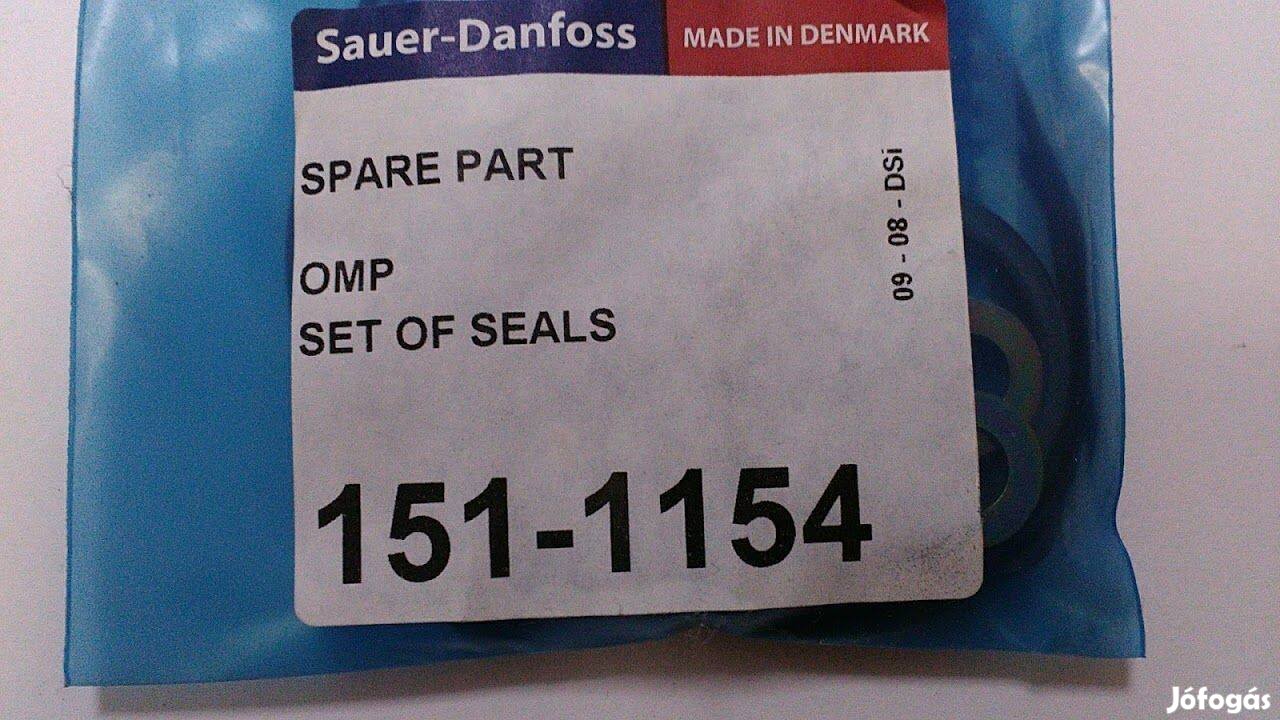 Sauer-Danfoss MADE IN DENMARK
SPARE PART
09 - 08 - DSi
OMP
SET OF SEALS
151-1154
Jófogás